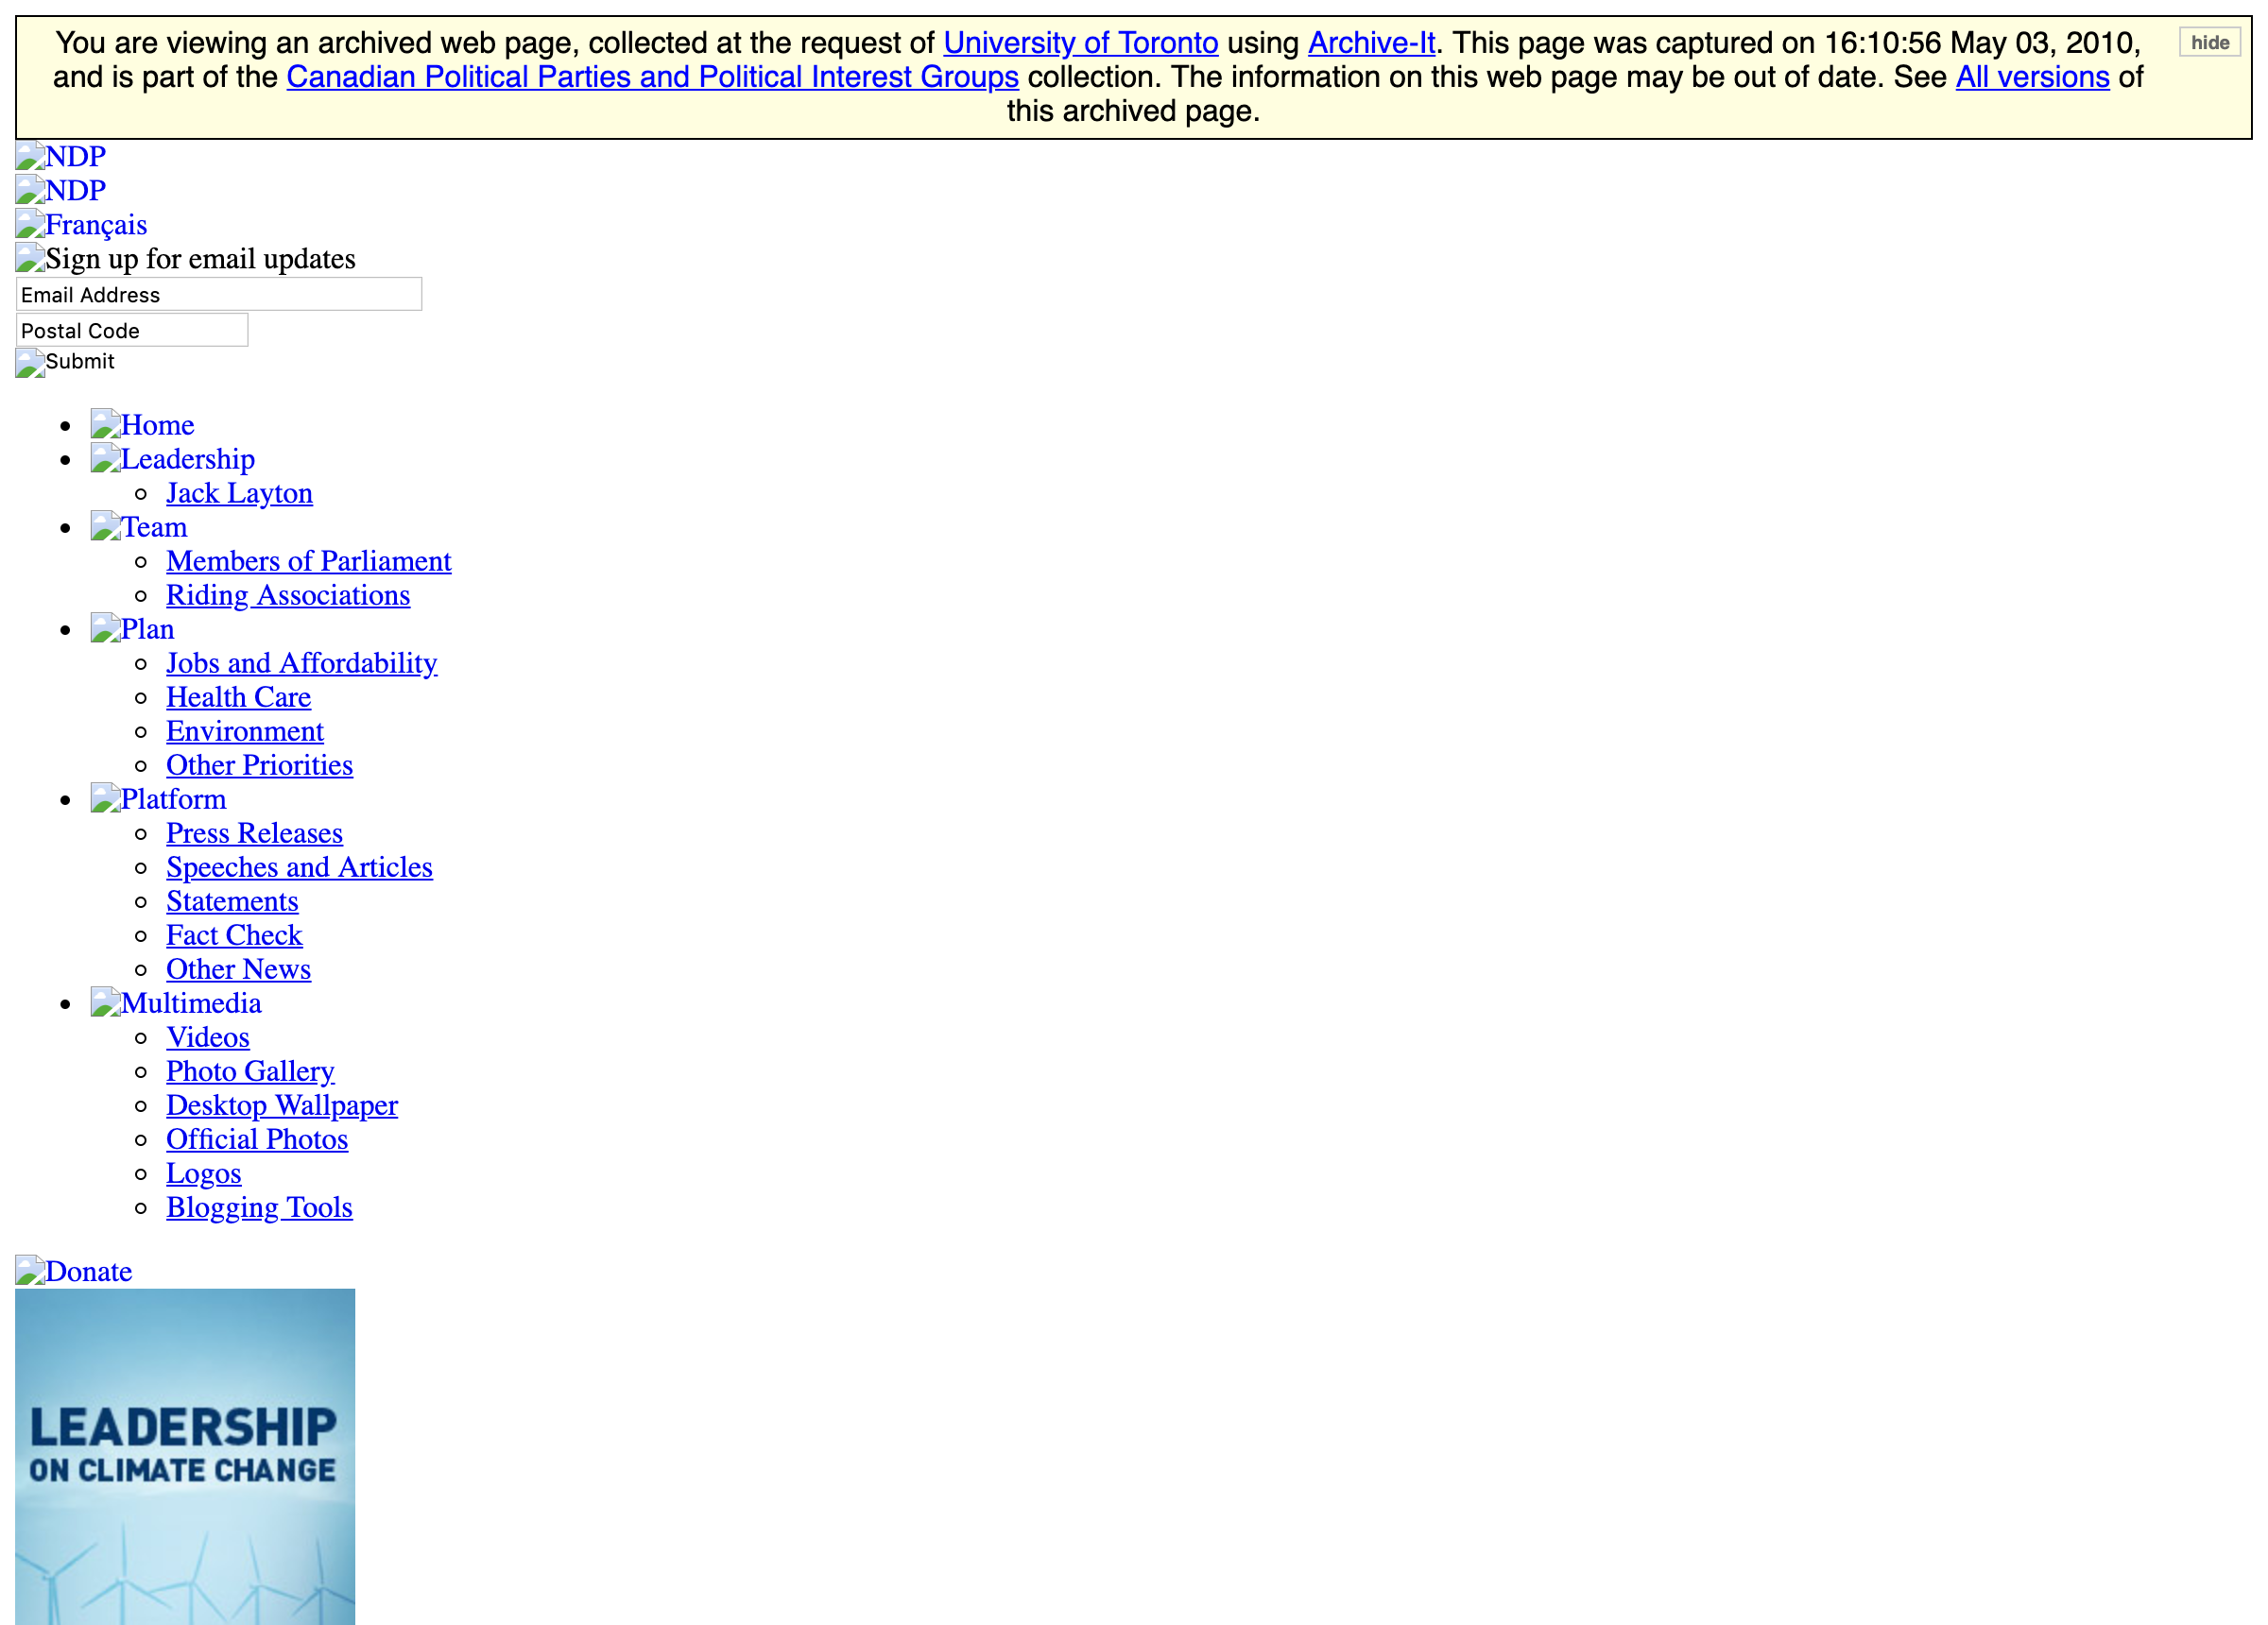 You are viewing an archived web page, collected at the request of University of Toronto using Archive-It. This page was captured on 16:10:56 May 03, 2010,
hide
and is part of the Canadian Political Parties and Political Interest Groups collection. The information on this web page may be out of date. See All versions of
this archived page.
NDP
NDP
Français
Sign up for email updates
Email Address
Postal Code
Submit
Home
Leadership
Jack Layton
Team
Members of Parliament
Riding Associations
Plan
Jobs and Affordability
Health Care
Environment
Other Priorities
Platform
Press Releases
Speeches and Articles
Statements
Fact Check
Other News
Multimedia
Videos
Photo Gallery
Desktop Wallpaper
Official Photos
Logos
Blogging Tools
Donate
LEADERSHIP
ON CLIMATE CHANGE